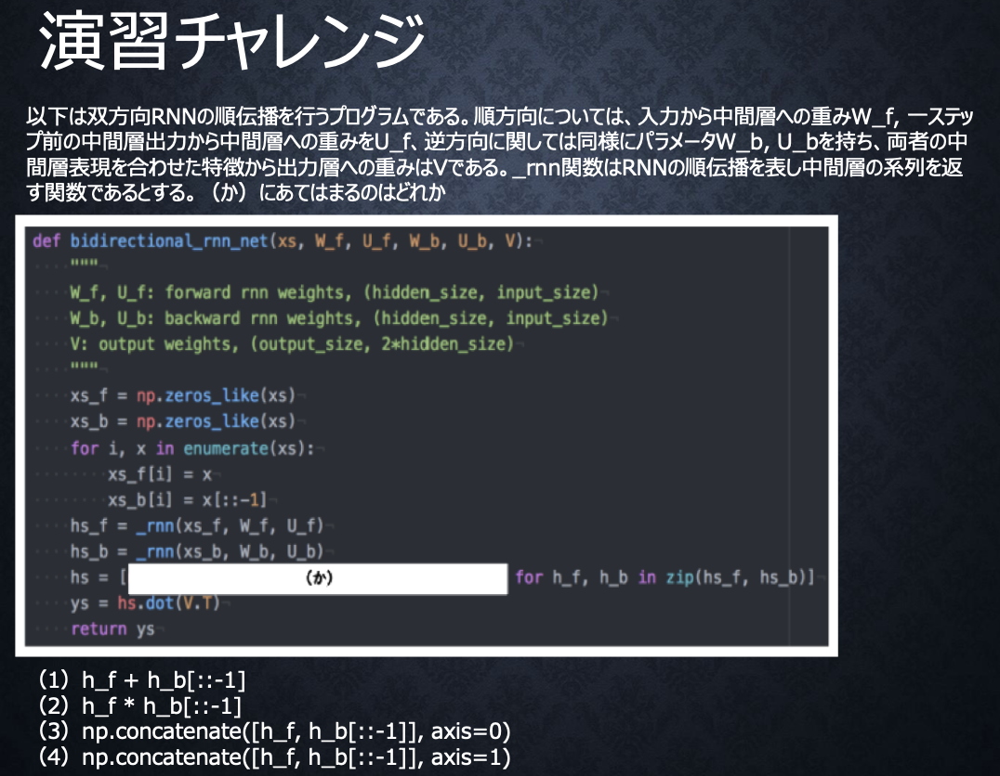 演習チャレンジ
以下は双方向RNNの順伝播を行うプログラムである。順方向については、入力から中間層への重みW_f, 一ステッ
プ前の中間層出力から中間層への重みをU_f、逆方向に関しては同様にパラメータW_b, U_bを持ち、両者の中
間層表現を合わせた特徴から出力層への重みはVである。_rnn関数はRNNの順伝播を表し中間層の系列を返
す関数であるとする。（か）にあてはまるのはどれか
def bidirectional_rnn_net(xs, W_f, U_f, W_b, U_b, V):
"""
W_f, U_f: forward rnn weights, (hidden_size, input_size)
W_b, U_b: backward rnn weights, (hidden_size, input_size)
V: output weights, (output_size, 2*hidden_size)
"""
xs_f = np.zeros_like(xs)
xs_b = np.zeros_like(xs)
for i, x in enumerate(xs):
xs_f[i] = x
xs_b[i] = x[::-1]
hs_f = _rnn(xs_f, W_f, U_f)
hs_b = _rnn(xs_b, W_b, U_b)
hs = [ （か） for h_f, h_b in zip(hs_f, hs_b)]
ys = hs.dot(V.T)
return ys
（1）h_f + h_b[::-1]
（2）h_f * h_b[::-1]
（3）np.concatenate([h_f, h_b[::-1]], axis=0)
（4）np.concatenate([h_f, h_b[::-1]], axis=1)